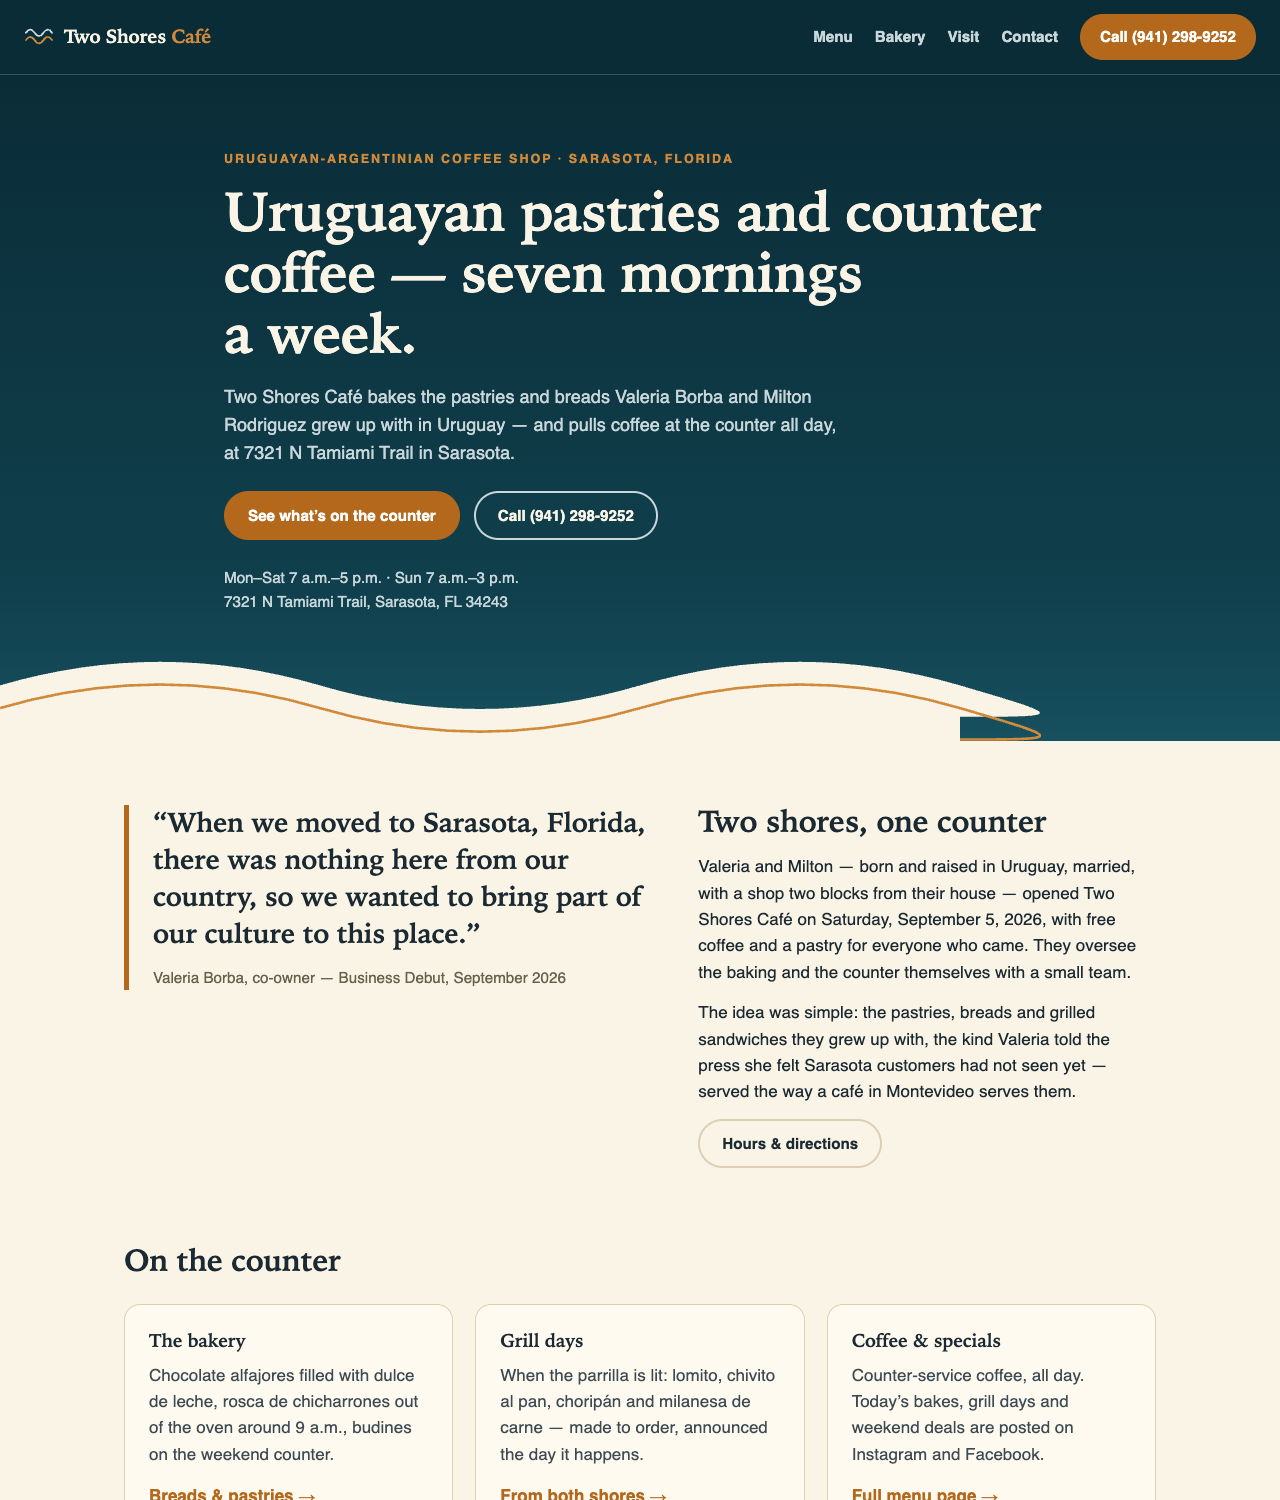 Two Shores Café
Menu
Bakery
Visit
Contact
Call (941) 298-9252
URUGUAYAN-ARGENTINIAN COFFEE SHOP · SARASOTA, FLORIDA
Uruguayan pastries and counter
coffee — seven mornings
a week.
Two Shores Café bakes the pastries and breads Valeria Borba and Milton
Rodriguez grew up with in Uruguay — and pulls coffee at the counter all day,
at 7321 N Tamiami Trail in Sarasota.
See what’s on the counter
Call (941) 298-9252
Mon–Sat 7 a.m.–5 p.m. · Sun 7 a.m.–3 p.m.
7321 N Tamiami Trail, Sarasota, FL 34243
“When we moved to Sarasota, Florida,
there was nothing here from our
country, so we wanted to bring part of
our culture to this place.”
Valeria Borba, co-owner — Business Debut, September 2026
Two shores, one counter
Valeria and Milton — born and raised in Uruguay, married,
with a shop two blocks from their house — opened Two
Shores Café on Saturday, September 5, 2026, with free
coffee and a pastry for everyone who came. They oversee
the baking and the counter themselves with a small team.
The idea was simple: the pastries, breads and grilled
sandwiches they grew up with, the kind Valeria told the
press she felt Sarasota customers had not seen yet —
served the way a café in Montevideo serves them.
Hours & directions
On the counter
The bakery
Chocolate alfajores filled with dulce
de leche, rosca de chicharrones out
of the oven around 9 a.m., budines
on the weekend counter.
Breads & pastries →
Grill days
When the parrilla is lit: lomito, chivito
al pan, choripán and milanesa de
carne — made to order, announced
the day it happens.
From both shores →
Coffee & specials
Counter-service coffee, all day.
Today’s bakes, grill days and
weekend deals are posted on
Instagram and Facebook.
Full menu page →